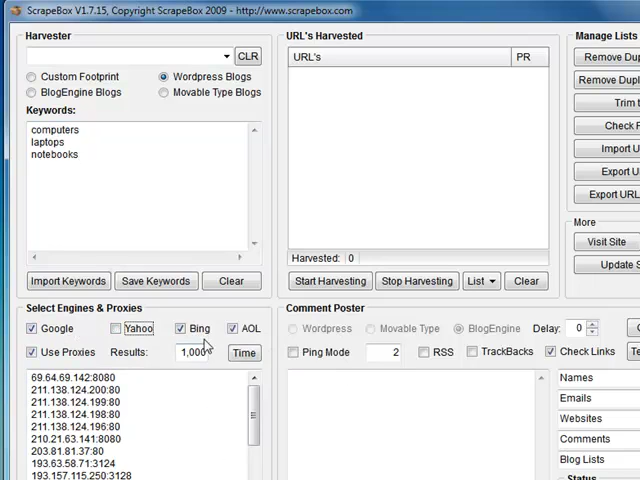 ScrapeBox V1.7.15, Copyright ScrapeBox 2009 - http://www.scrapebox.com
Harvester
CLR
Custom Footprint
Wordpress Blogs
BlogEngine Blogs
Movable Type Blogs
Keywords:
computers
laptops
notebooks
Import Keywords
Save Keywords
Clear
URL's Harvested
URL's
PR
Harvested: 0
Start Harvesting
Stop Harvesting
List
Clear
Manage Lists
Remove Dup
Remove Dupl
Trim t
Check F
Import U
Export U
Export URL
More
Visit Site
Update S
Select Engines & Proxies
Google
Yahoo
Bing
AOL
Use Proxies
Results:
1,000
Time
69.64.69.142:8080
211.138.124.200:80
211.138.124.199:80
211.138.124.198:80
211.138.124.196:80
210.21.63.141:8080
203.81.81.37:80
193.63.58.71:3124
193.157.115.250:3128
Comment Poster
Wordpress
Movable Type
BlogEngine
Delay:
0
Ping Mode
2
RSS
TrackBacks
Check Links
Te
Names
Emails
Websites
Comments
Blog Lists
Status